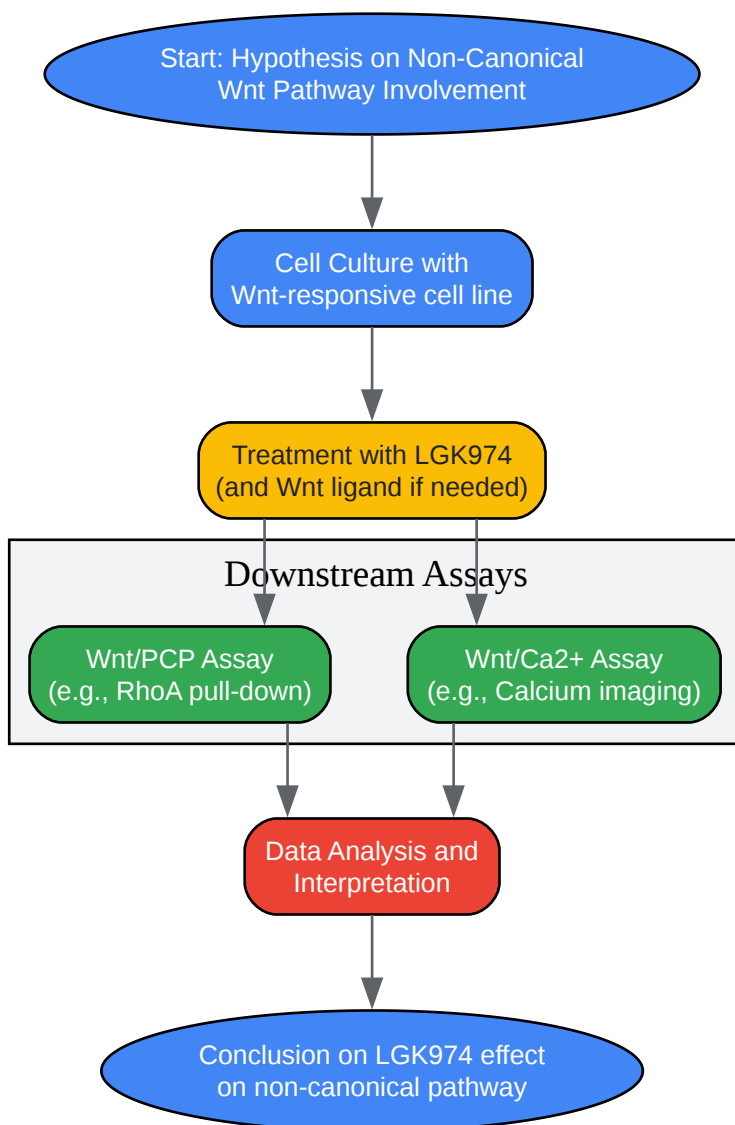 Start: Hypothesis on Non-Canonical
Wnt Pathway Involvement
Cell Culture with
Wnt-responsive cell line
Treatment with LGK974
(and Wnt ligand if needed)
Downstream Assays
Wnt/PCP Assay
(e.g., RhoA pull-down)
Wnt/Ca2+ Assay
(e.g., Calcium imaging)
Data Analysis and
Interpretation
Conclusion on LGK974 effect
on non-canonical pathway